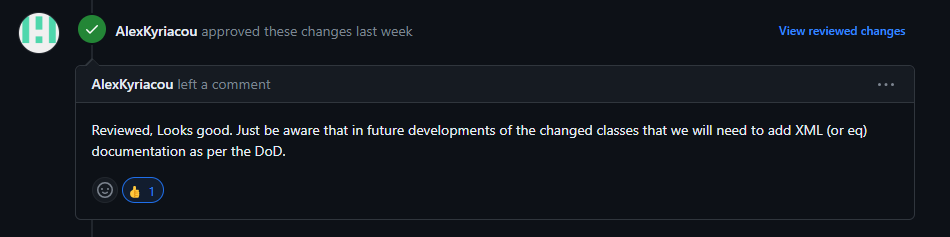 AlexKyriacou approved these changes last week
View reviewed changes
AlexKyriacou left a comment
...
Reviewed, Looks good. Just be aware that in future developments of the changed classes that we will need to add XML (or eq)
documentation as per the DoD.
👍 1